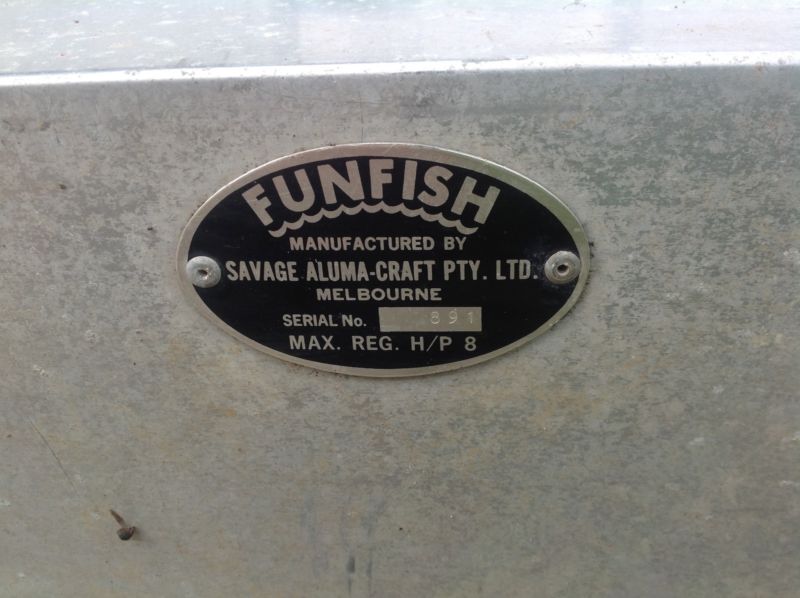 FUNFISH
MANUFACTURED BY
SAVAGE ALUMA-CRAFT PTY. LTD.
MELBOURNE
SERIAL No. 891
MAX. REG. H/P 8